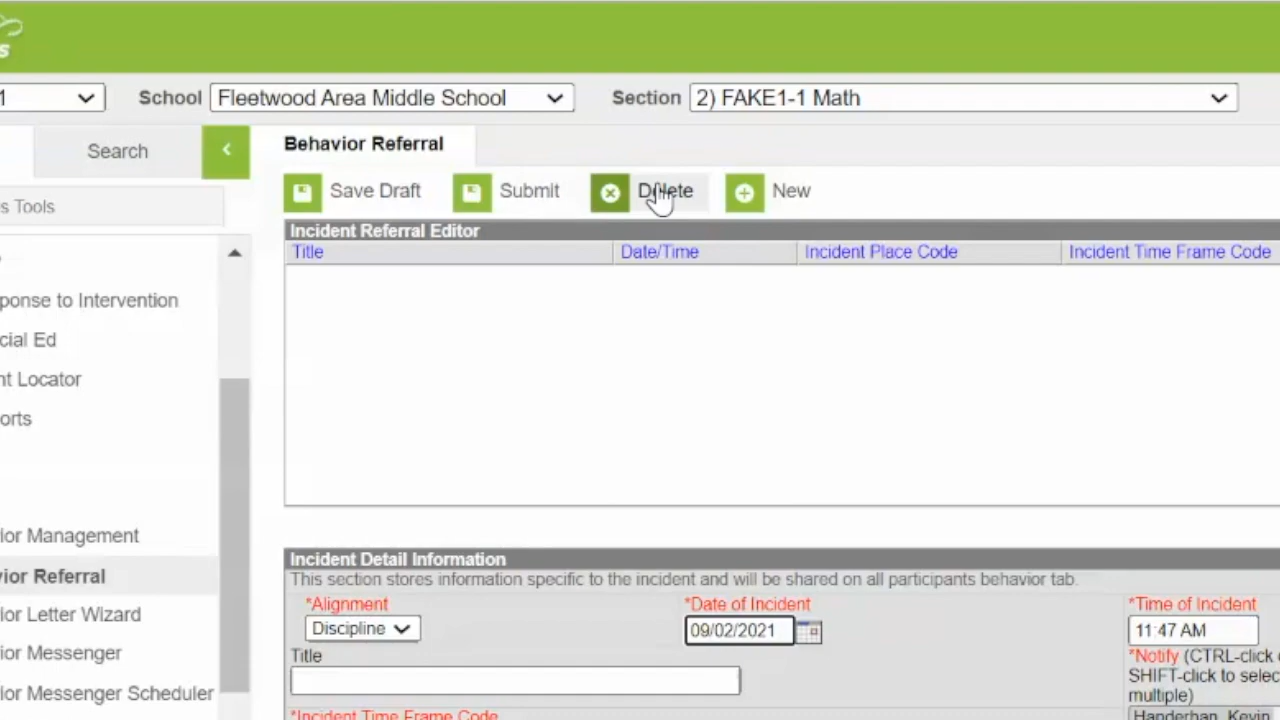 s
1
School Fleetwood Area Middle School Section 2) FAKE1-1 Math
Search
Behavior Referral
Save Draft Submit Delete New
s Tools
Incident Referral Editor
Title Date/Time Incident Place Code Incident Time Frame Code
ponse to Intervention
cial Ed
nt Locator
orts
ior Management
vior Referral
ior Letter Wizard
ior Messenger
ior Messenger Scheduler
Incident Detail Information
This section stores information specific to the incident and will be shared on all participants behavior tab.
*Alignment *Date of Incident *Time of Incident
Discipline 09/02/2021 11:47 AM
Title
*Notify (CTRL-click
SHIFT-click to selec
multiple)
*Incident Time Frame Code
Handerhan, Kevin